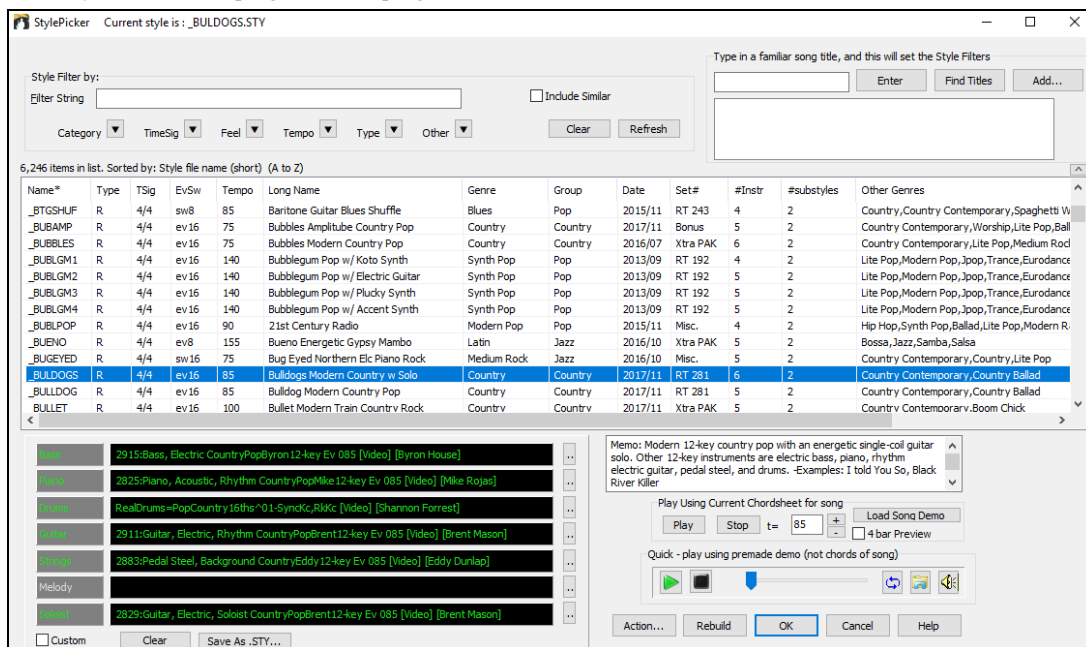 StylePicker Current style is : _BULDOGS.STY
Type in a familiar song title, and this will set the Style Filters
Style Filter by:
Filter String
Include Similar
Enter Find Titles Add...
Category TimeSig Feel Tempo Type Other Clear Refresh
6,246 items in list. Sorted by: Style file name (short) (A to Z)
Name* Type TSig EvSw Tempo Long Name Genre Group Date Set# #Instr #substyles Other Genres
_BTGSHUF R 4/4 sw8 85 Baritone Guitar Blues Shuffle Blues Pop 2015/11 RT 243 4 2 Country,Country Contemporary,Spaghetti W
_BUBAMP R 4/4 ev16 75 Bubbles Amplitube Country Pop Country Country 2017/11 Bonus 5 2 Country Contemporary,Worship,Lite Pop,Ball
_BUBBLES R 4/4 ev16 75 Bubbles Modern Country Pop Country Country 2016/07 Xtra PAK 6 2 Country Contemporary,Lite Pop,Medium Rock
_BUBLGM1 R 4/4 ev16 140 Bubblegum Pop w/ Koto Synth Synth Pop Pop 2013/09 RT 192 4 2 Lite Pop,Modern Pop,Jpop,Trance,Eurodance
_BUBLGM2 R 4/4 ev16 140 Bubblegum Pop w/ Electric Guitar Synth Pop Pop 2013/09 RT 192 5 2 Lite Pop,Modern Pop,Jpop,Trance,Eurodance
_BUBLGM3 R 4/4 ev16 140 Bubblegum Pop w/ Plucky Synth Synth Pop Pop 2013/09 RT 192 5 2 Lite Pop,Modern Pop,Jpop,Trance,Eurodance
_BUBLGM4 R 4/4 ev16 140 Bubblegum Pop w/ Accent Synth Synth Pop Pop 2013/09 RT 192 5 2 Lite Pop,Modern Pop,Jpop,Trance,Eurodance
_BUBLPOP R 4/4 ev16 90 21st Century Radio Modern Pop Pop 2015/11 Misc. 4 2 Hip Hop,Synth Pop,Ballad,Lite Pop,Modern R
_BUENO R 4/4 ev8 155 Bueno Energetic Gypsy Mambo Latin Jazz 2016/10 Xtra PAK 5 2 Bossa,Jazz,Samba,Salsa
_BUGEYED R 4/4 sw16 75 Bug Eyed Northern Elc Piano Rock Medium Rock Jazz 2016/10 Misc. 5 2 Country Contemporary,Country,Lite Pop
_BULDOGS R 4/4 ev16 85 Bulldogs Modern Country w Solo Country Country 2017/11 RT 281 6 2 Country Contemporary,Country Ballad
_BULLDOG R 4/4 ev16 85 Bulldog Modern Country Pop Country Country 2017/11 RT 281 5 2 Country Contemporary,Country Ballad
_BULLET R 4/4 ev16 100 Bullet Modern Train Country Rock Country Country 2017/11 Xtra PAK 5 2 Country Contemporary,Boom Chick
Bass 2915:Bass, Electric CountryPopByron12-key Ev 085 [Video] [Byron House] ..
Piano 2825:Piano, Acoustic, Rhythm CountryPopMike12-key Ev 085 [Video] [Mike Rojas] ..
Drums RealDrums=PopCountry16ths^01-SyncKc,RkKc [Video] [Shannon Forrest] ..
Guitar 2911:Guitar, Electric, Rhythm CountryPopBrent12-key Ev 085 [Video] [Brent Mason] ..
Strings 2883:Pedal Steel, Background CountryEddy12-key Ev 085 [Video] [Eddy Dunlap] ..
Melody ..
Soloist 2829:Guitar, Electric, Soloist CountryPopBrent12-key Ev 085 [Video] [Brent Mason] ..
Custom Clear Save As .STY...
Memo: Modern 12-key country pop with an energetic single-coil guitar
solo. Other 12-key instruments are electric bass, piano, rhythm
electric guitar, pedal steel, and drums. -Examples: I told You So, Black
River Killer
Play Using Current Chordsheet for song
Play Stop t= 85 + - Load Song Demo
4 bar Preview
Quick - play using premade demo (not chords of song)
Action... Rebuild OK Cancel Help